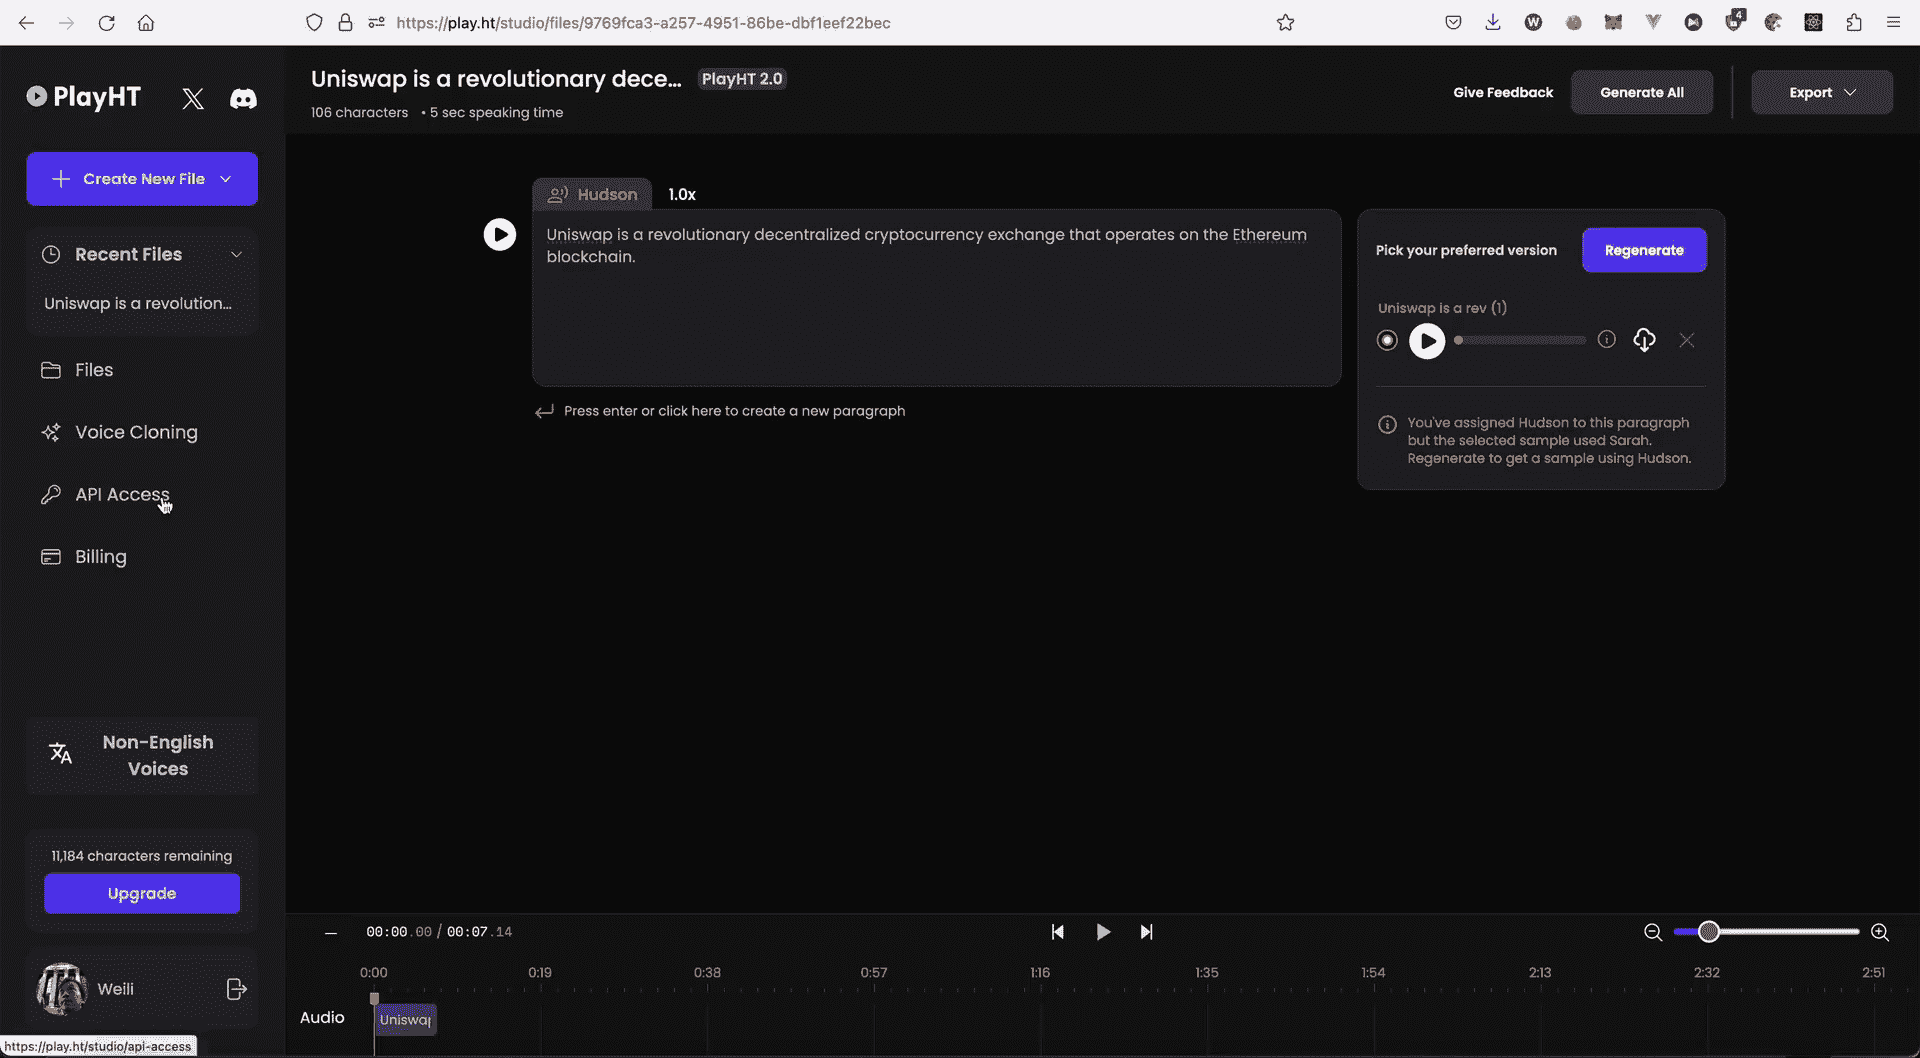 https://play.ht/studio/files/9769fca3-a257-4951-86be-dbf1eef22bec
4
PlayHT
Uniswap is a revolutionary dece...
PlayHT 2.0
106 characters • 5 sec speaking time
Give Feedback
Generate All
Export
Create New File
Recent Files
Uniswap is a revolution...
Files
Voice Cloning
API Access
Billing
Non-English
Voices
11,184 characters remaining
Upgrade
Weili
Hudson
1.0x
Uniswap is a revolutionary decentralized cryptocurrency exchange that operates on the Ethereum
blockchain.
Press enter or click here to create a new paragraph
Pick your preferred version
Regenerate
Uniswap is a rev (1)
You've assigned Hudson to this paragraph
but the selected sample used Sarah.
Regenerate to get a sample using Hudson.
00:00.00 / 00:07.14
0:00 0:19 0:38 0:57 1:16 1:35 1:54 2:13 2:32 2:51
Audio
Uniswap
https://play.ht/studio/api-access